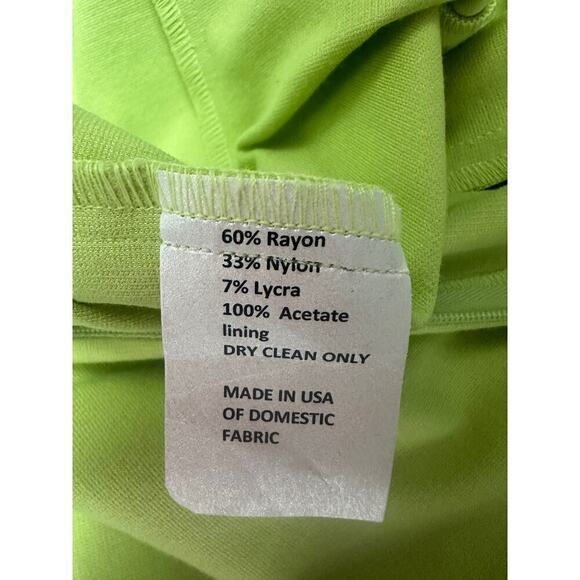 60% Rayon
33% Nylon
7% Lycra
100% Acetate
lining
DRY CLEAN ONLY
MADE IN USA
OF DOMESTIC
FABRIC